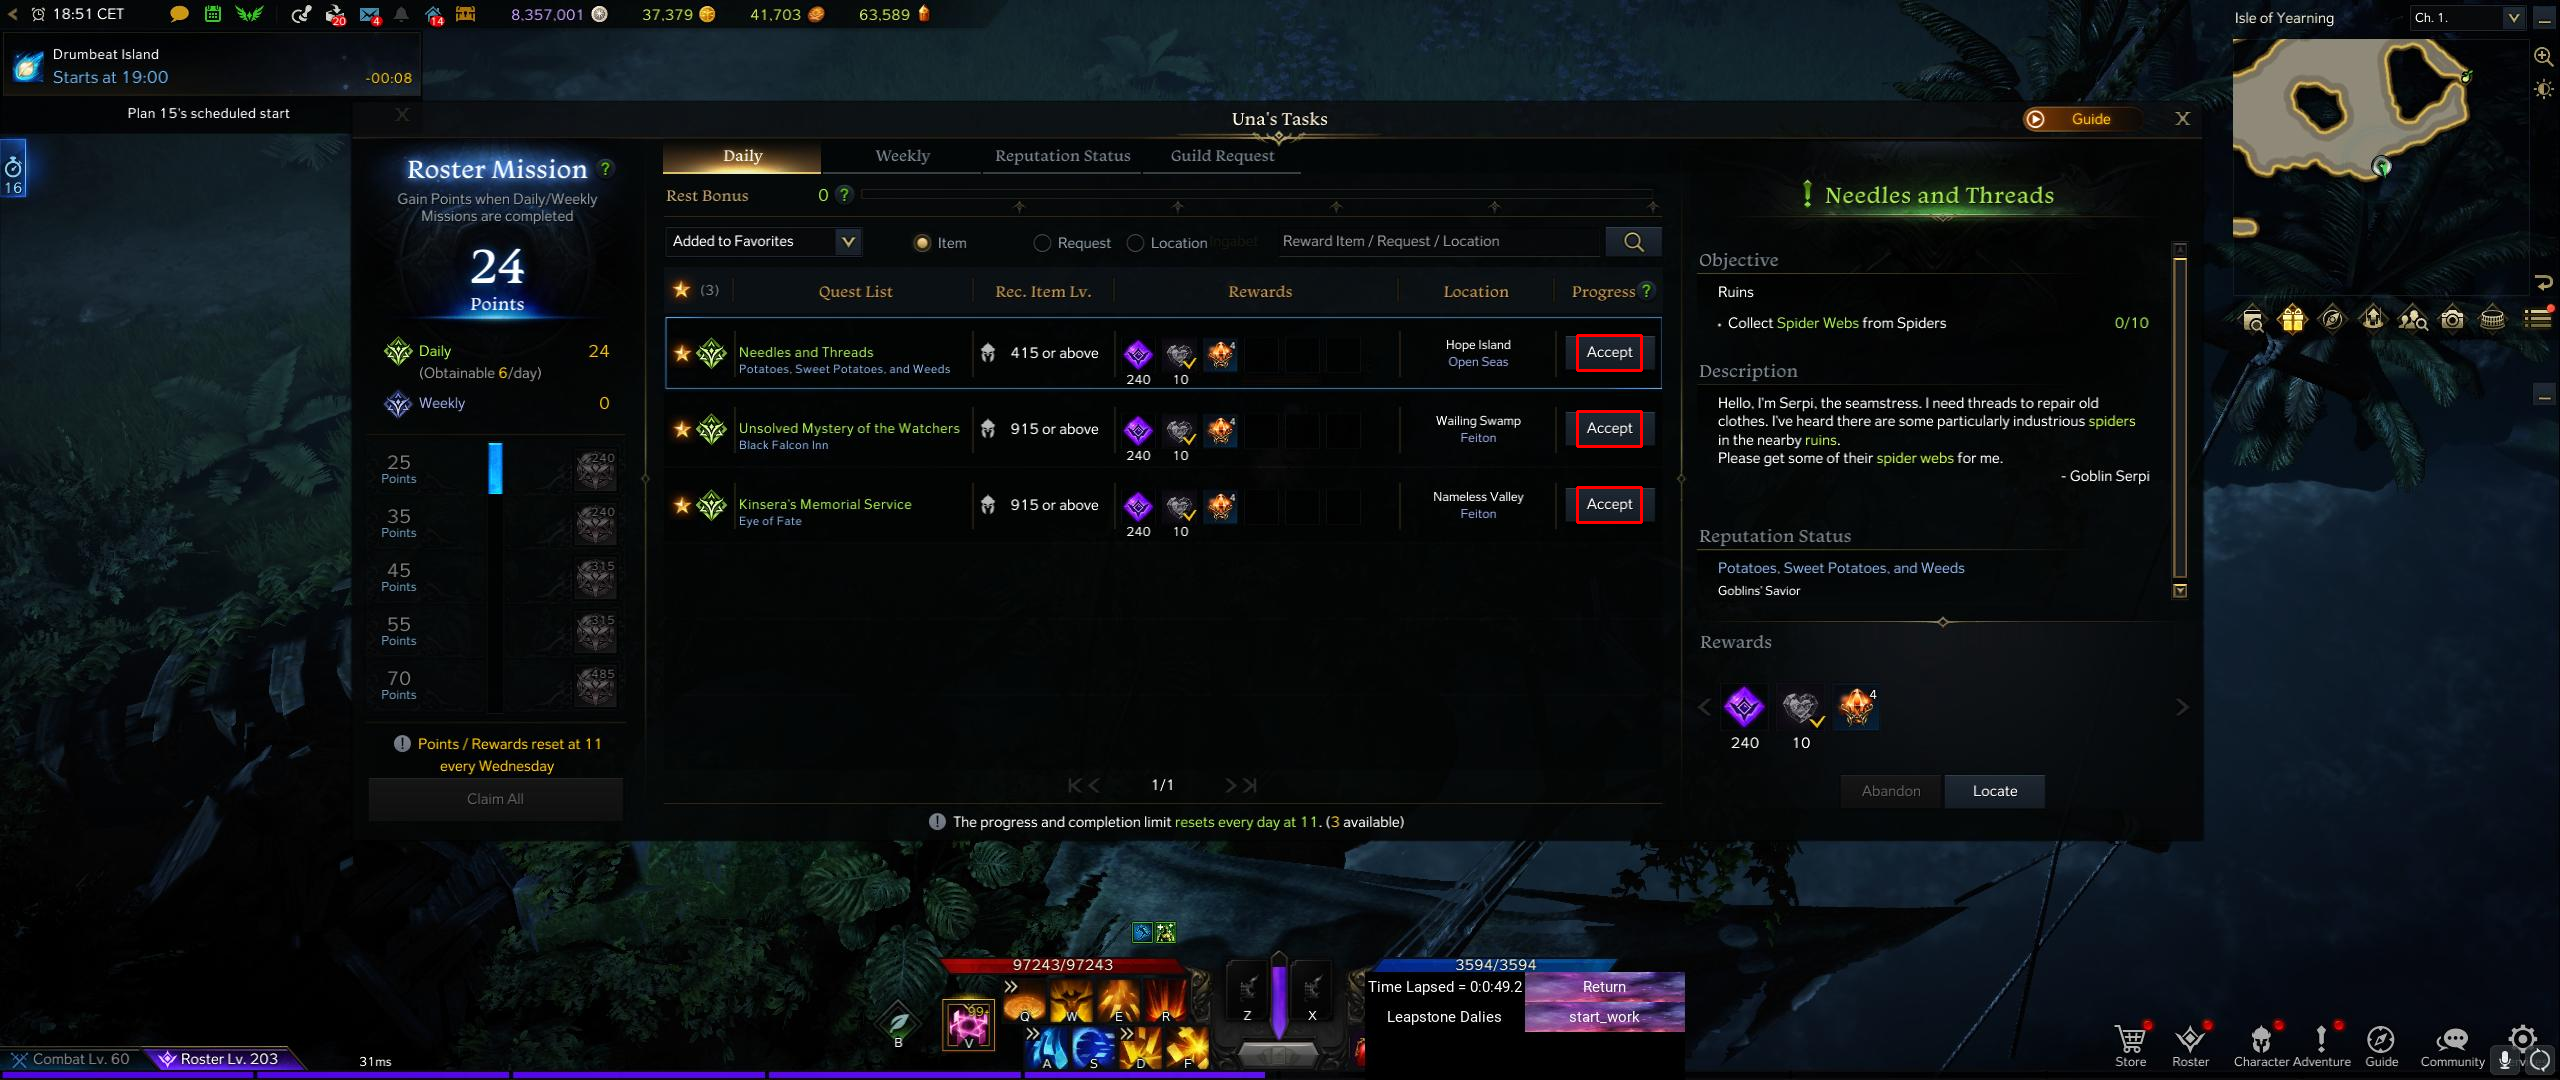 18:51 CET
20
4
14
8,357,001
37,379
41,703
63,589
Isle of Yearning
Ch. 1.
Drumbeat Island
Starts at 19:00
-00:08
Plan 15's scheduled start
X
16
Una's Tasks
Guide
X
Roster Mission ?
Gain Points when Daily/Weekly
Missions are completed
24
Points
Daily 24
(Obtainable 6/day)
Weekly 0
25
Points
240
35
Points
240
45
Points
315
55
Points
315
70
Points
485
Points / Rewards reset at 11
every Wednesday
Claim All
Daily
Weekly
Reputation Status
Guild Request
Rest Bonus 0 ?
Added to Favorites
Item
Request
Location
Reward Item / Request / Location
(3)
Quest List
Rec. Item Lv.
Rewards
Location
Progress ?
Needles and Threads
Potatoes, Sweet Potatoes, and Weeds
415 or above
4
240
10
Hope Island
Open Seas
Accept
Unsolved Mystery of the Watchers
Black Falcon Inn
915 or above
4
240
10
Wailing Swamp
Feiton
Accept
Kinsera's Memorial Service
Eye of Fate
915 or above
4
240
10
Nameless Valley
Feiton
Accept
1/1
The progress and completion limit resets every day at 11. (3 available)
Needles and Threads
Objective
Ruins
Collect Spider Webs from Spiders 0/10
Description
Hello, I'm Serpi, the seamstress. I need threads to repair old
clothes. I've heard there are some particularly industrious spiders
in the nearby ruins.
Please get some of their spider webs for me.
- Goblin Serpi
Reputation Status
Potatoes, Sweet Potatoes, and Weeds
Goblins' Savior
Rewards
4
240
10
Abandon
Locate
97243/97243
3594/3594
B
99+
V
Q
W
E
R
A
S
D
F
Z
X
Time Lapsed = 0:0:49.2
Return
Leapstone Dalies
start_work
Combat Lv. 60
Roster Lv. 203
31ms
Store
Roster
Character
Adventure
Guide
Community